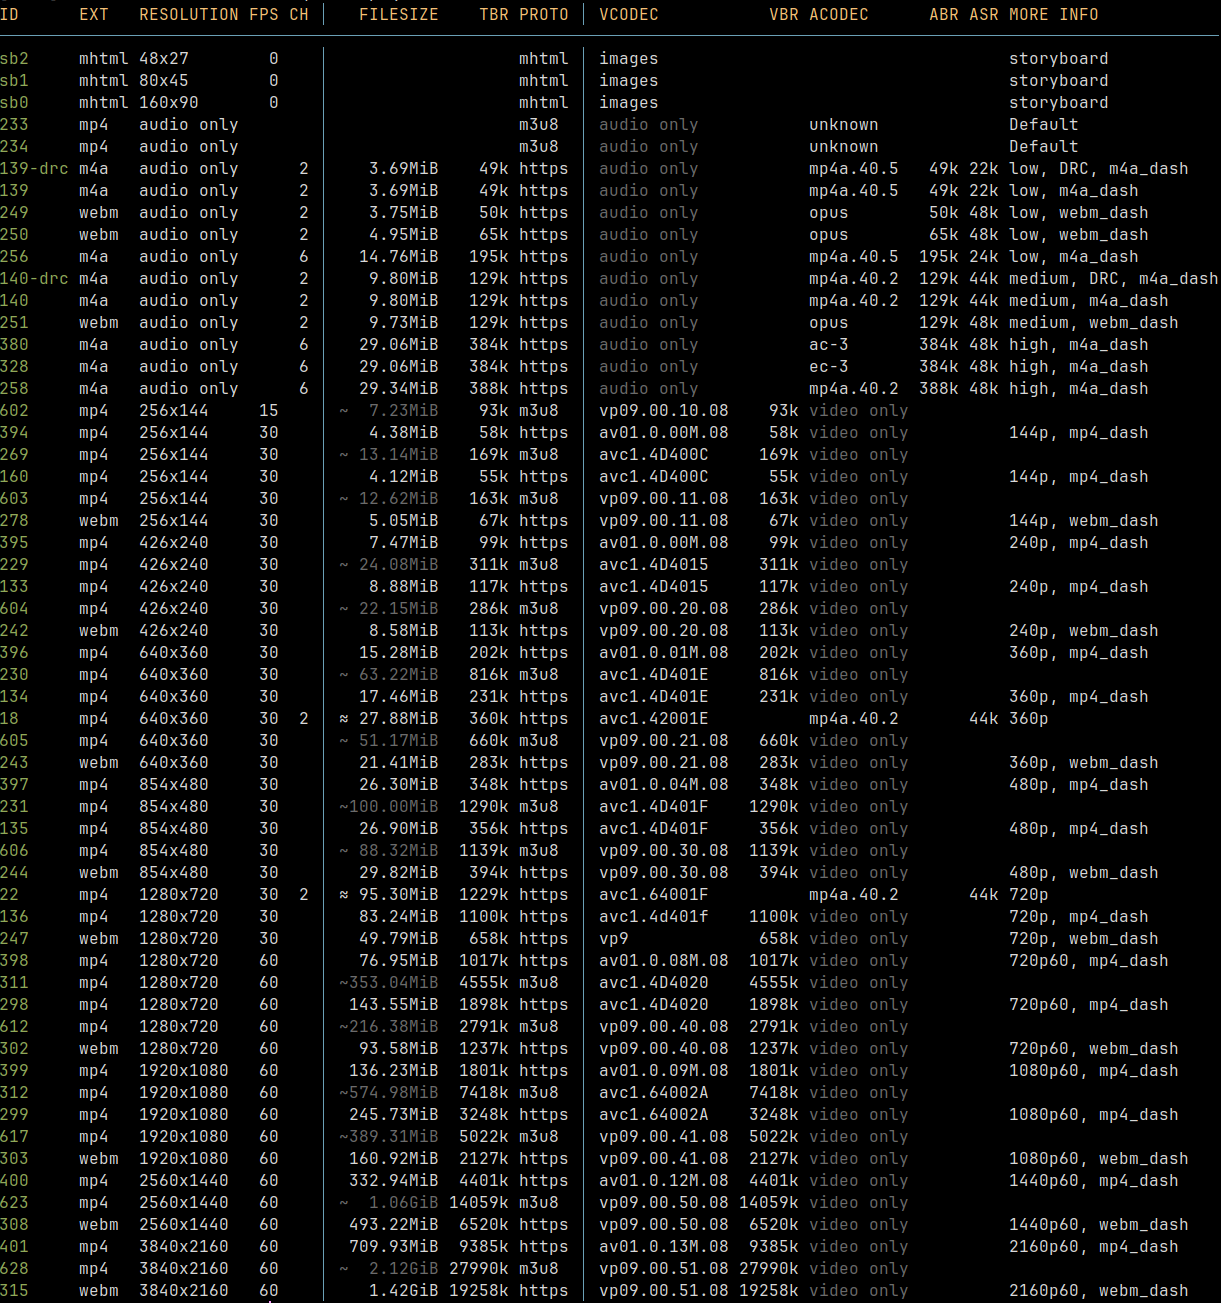 ID EXT RESOLUTION FPS CH │ FILESIZE TBR PROTO │ VCODEC VBR ACODEC ABR ASR MORE INFO
sb2 mhtml 48x27 0 │ mhtml │ images storyboard
sb1 mhtml 80x45 0 │ mhtml │ images storyboard
sb0 mhtml 160x90 0 │ mhtml │ images storyboard
233 mp4 audio only │ m3u8 │ audio only unknown Default
234 mp4 audio only │ m3u8 │ audio only unknown Default
139-drc m4a audio only 2 │ 3.69MiB 49k https │ audio only mp4a.40.5 49k 22k low, DRC, m4a_dash
139 m4a audio only 2 │ 3.69MiB 49k https │ audio only mp4a.40.5 49k 22k low, m4a_dash
249 webm audio only 2 │ 3.75MiB 50k https │ audio only opus 50k 48k low, webm_dash
250 webm audio only 2 │ 4.95MiB 65k https │ audio only opus 65k 48k low, webm_dash
256 m4a audio only 6 │ 14.76MiB 195k https │ audio only mp4a.40.5 195k 24k low, m4a_dash
140-drc m4a audio only 2 │ 9.80MiB 129k https │ audio only mp4a.40.2 129k 44k medium, DRC, m4a_dash
140 m4a audio only 2 │ 9.80MiB 129k https │ audio only mp4a.40.2 129k 44k medium, m4a_dash
251 webm audio only 2 │ 9.73MiB 129k https │ audio only opus 129k 48k medium, webm_dash
380 m4a audio only 6 │ 29.06MiB 384k https │ audio only ac-3 384k 48k high, m4a_dash
328 m4a audio only 6 │ 29.06MiB 384k https │ audio only ec-3 384k 48k high, m4a_dash
258 m4a audio only 6 │ 29.34MiB 388k https │ audio only mp4a.40.2 388k 48k high, m4a_dash
602 mp4 256x144 15 │ ~ 7.23MiB 93k m3u8 │ vp09.00.10.08 93k video only
394 mp4 256x144 30 │ 4.38MiB 58k https │ av01.0.00M.08 58k video only 144p, mp4_dash
269 mp4 256x144 30 │ ~ 13.14MiB 169k m3u8 │ avc1.4D400C 169k video only
160 mp4 256x144 30 │ 4.12MiB 55k https │ avc1.4D400C 55k video only 144p, mp4_dash
603 mp4 256x144 30 │ ~ 12.62MiB 163k m3u8 │ vp09.00.11.08 163k video only
278 webm 256x144 30 │ 5.05MiB 67k https │ vp09.00.11.08 67k video only 144p, webm_dash
395 mp4 426x240 30 │ 7.47MiB 99k https │ av01.0.00M.08 99k video only 240p, mp4_dash
229 mp4 426x240 30 │ ~ 24.08MiB 311k m3u8 │ avc1.4D4015 311k video only
133 mp4 426x240 30 │ 8.88MiB 117k https │ avc1.4D4015 117k video only 240p, mp4_dash
604 mp4 426x240 30 │ ~ 22.15MiB 286k m3u8 │ vp09.00.20.08 286k video only
242 webm 426x240 30 │ 8.58MiB 113k https │ vp09.00.20.08 113k video only 240p, webm_dash
396 mp4 640x360 30 │ 15.28MiB 202k https │ av01.0.01M.08 202k video only 360p, mp4_dash
230 mp4 640x360 30 │ ~ 63.22MiB 816k m3u8 │ avc1.4D401E 816k video only
134 mp4 640x360 30 │ 17.46MiB 231k https │ avc1.4D401E 231k video only 360p, mp4_dash
18 mp4 640x360 30 2 │ ≈ 27.88MiB 360k https │ avc1.42001E mp4a.40.2 44k 360p
605 mp4 640x360 30 │ ~ 51.17MiB 660k m3u8 │ vp09.00.21.08 660k video only
243 webm 640x360 30 │ 21.41MiB 283k https │ vp09.00.21.08 283k video only 360p, webm_dash
397 mp4 854x480 30 │ 26.30MiB 348k https │ av01.0.04M.08 348k video only 480p, mp4_dash
231 mp4 854x480 30 │ ~100.00MiB 1290k m3u8 │ avc1.4D401F 1290k video only
135 mp4 854x480 30 │ 26.90MiB 356k https │ avc1.4D401F 356k video only 480p, mp4_dash
606 mp4 854x480 30 │ ~ 88.32MiB 1139k m3u8 │ vp09.00.30.08 1139k video only
244 webm 854x480 30 │ 29.82MiB 394k https │ vp09.00.30.08 394k video only 480p, webm_dash
22 mp4 1280x720 30 2 │ ≈ 95.30MiB 1229k https │ avc1.64001F mp4a.40.2 44k 720p
136 mp4 1280x720 30 │ 83.24MiB 1100k https │ avc1.4d401f 1100k video only 720p, mp4_dash
247 webm 1280x720 30 │ 49.79MiB 658k https │ vp9 658k video only 720p, webm_dash
398 mp4 1280x720 60 │ 76.95MiB 1017k https │ av01.0.08M.08 1017k video only 720p60, mp4_dash
311 mp4 1280x720 60 │ ~353.04MiB 4555k m3u8 │ avc1.4D4020 4555k video only
298 mp4 1280x720 60 │ 143.55MiB 1898k https │ avc1.4D4020 1898k video only 720p60, mp4_dash
612 mp4 1280x720 60 │ ~216.38MiB 2791k m3u8 │ vp09.00.40.08 2791k video only
302 webm 1280x720 60 │ 93.58MiB 1237k https │ vp09.00.40.08 1237k video only 720p60, webm_dash
399 mp4 1920x1080 60 │ 136.23MiB 1801k https │ av01.0.09M.08 1801k video only 1080p60, mp4_dash
312 mp4 1920x1080 60 │ ~574.98MiB 7418k m3u8 │ avc1.64002A 7418k video only
299 mp4 1920x1080 60 │ 245.73MiB 3248k https │ avc1.64002A 3248k video only 1080p60, mp4_dash
617 mp4 1920x1080 60 │ ~389.31MiB 5022k m3u8 │ vp09.00.41.08 5022k video only
303 webm 1920x1080 60 │ 160.92MiB 2127k https │ vp09.00.41.08 2127k video only 1080p60, webm_dash
400 mp4 2560x1440 60 │ 332.94MiB 4401k https │ av01.0.12M.08 4401k video only 1440p60, mp4_dash
623 mp4 2560x1440 60 │ ~ 1.06GiB 14059k m3u8 │ vp09.00.50.08 14059k video only
308 webm 2560x1440 60 │ 493.22MiB 6520k https │ vp09.00.50.08 6520k video only 1440p60, webm_dash
401 mp4 3840x2160 60 │ 709.93MiB 9385k https │ av01.0.13M.08 9385k video only 2160p60, mp4_dash
628 mp4 3840x2160 60 │ ~ 2.12GiB 27990k m3u8 │ vp09.00.51.08 27990k video only
315 webm 3840x2160 60 │ 1.42GiB 19258k https │ vp09.00.51.08 19258k video only 2160p60, webm_dash